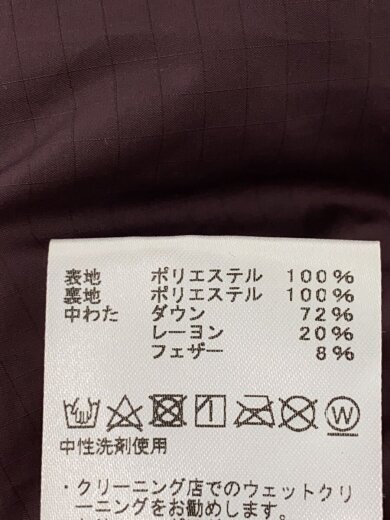 表地 ポリエステル 100%
裏地 ポリエステル 100%
中わた ダウン 72%
レーヨン 20%
フェザー 8%
W
中性洗剤使用
・クリーニング店でのウェットクリ
ーニングをお勧めします。